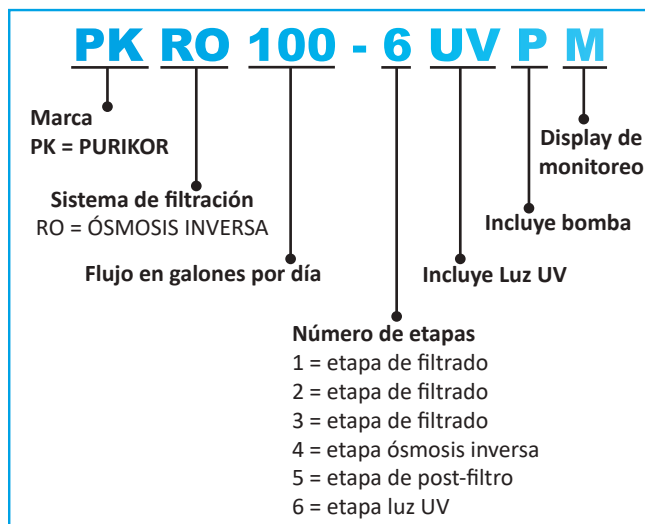 PK RO 100 - 6 UV P M
Marca
PK = PURIKOR
Display de
monitoreo
Sistema de filtración
RO = ÓSMOSIS INVERSA
Incluye bomba
Flujo en galones por día
Incluye Luz UV
Número de etapas
1 = etapa de filtrado
2 = etapa de filtrado
3 = etapa de filtrado
4 = etapa ósmosis inversa
5 = etapa de post-filtro
6 = etapa luz UV